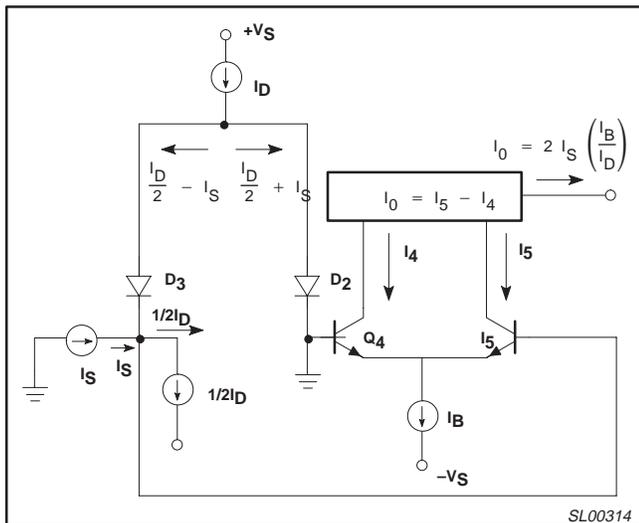 +VS
ID
ID/2 − IS
ID/2 + IS
I0 = 2 IS (IB/ID)
I0 = I5 − I4
I4
I5
D3
D2
1/2ID
Q4
I5
IS
IS
1/2ID
IB
−VS
SL00314